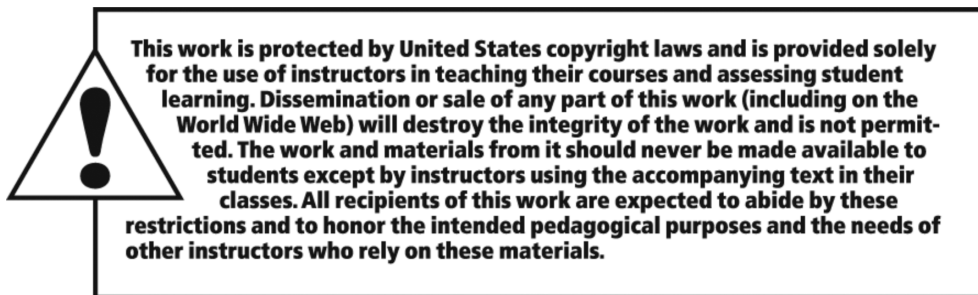 This work is protected by United States copyright laws and is provided solely
for the use of instructors in teaching their courses and assessing student
learning. Dissemination or sale of any part of this work (including on the
World Wide Web) will destroy the integrity of the work and is not permit-
ted. The work and materials from it should never be made available to
students except by instructors using the accompanying text in their
classes. All recipients of this work are expected to abide by these
restrictions and to honor the intended pedagogical purposes and the needs of
other instructors who rely on these materials.